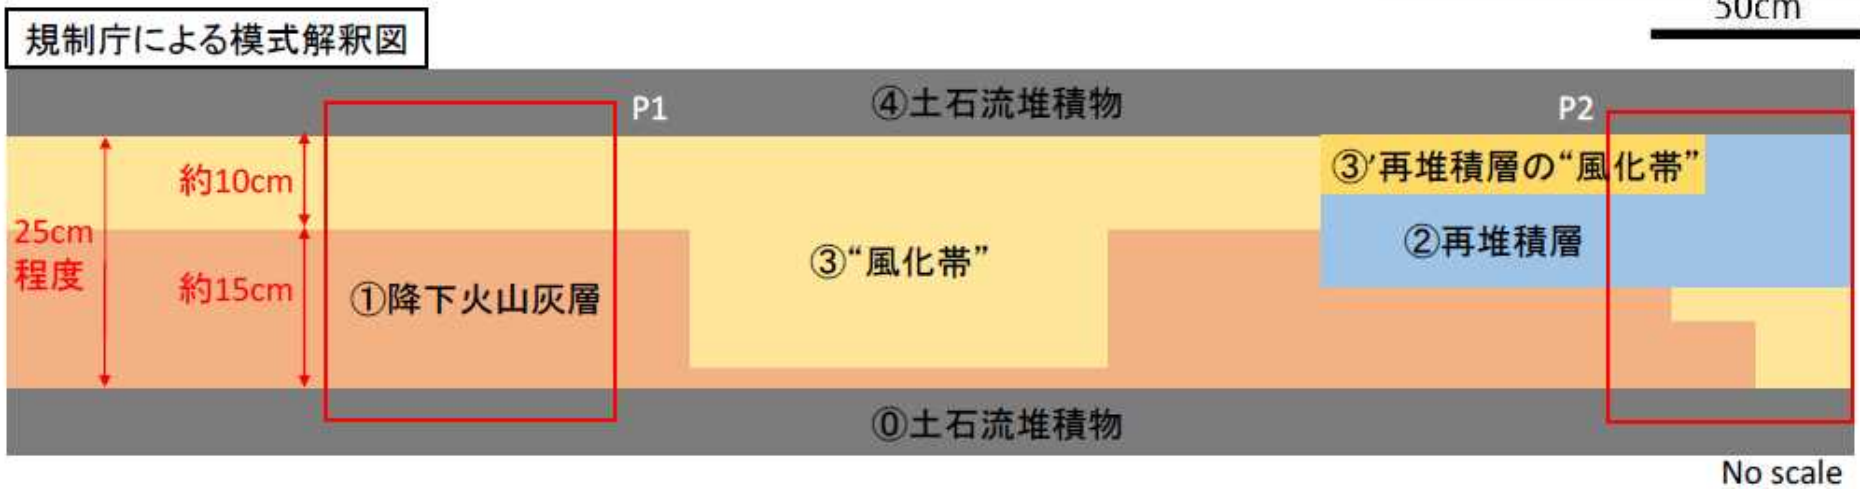 50cm
規制庁による模式解釈図
P1
④土石流堆積物
P2
約10cm
③’再堆積層の“風化帯”
25cm
程度
②再堆積層
③“風化帯”
約15cm
①降下火山灰層
⓪土石流堆積物
No scale